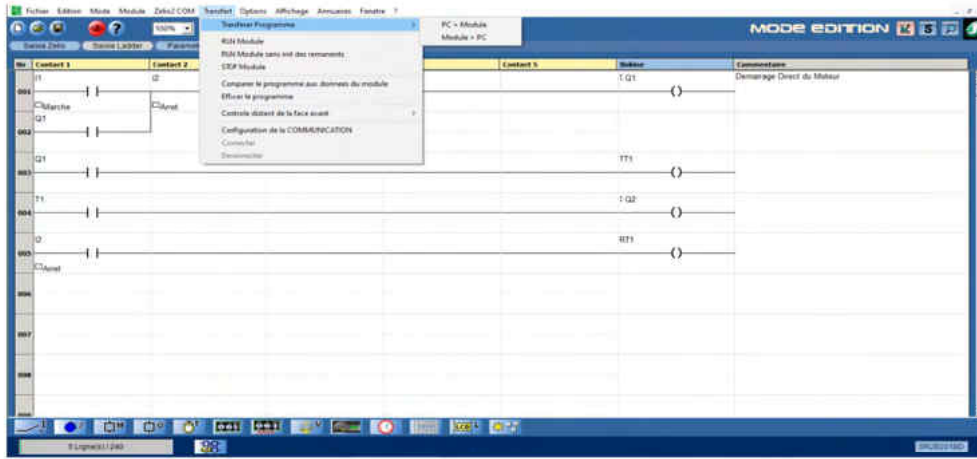 Fichier Edition Mode Module Zelio2 COM Transfert Options Affichage Annuaires Fenetre ?
100% Transferer Programme > PC > Module
MODE EDITION
Module > PC
Saisie Zelio Saisie Ladder
RUN Module
RUN Module sans init des remanents
STOP Module
Comparer le programme aux donnees du module
Effacer le programme
Controle distant de la face avant >
Configuration de la COMMUNICATION
Connecter
Deconnecter
No Contact 1 Contact 2 Contact 5 Bobine Commentaire
001 I1 I2 [ Q1 Demarrage Direct du Moteur
Marche Arret
002 Q1
003 Q1 TT1
004 T1 [ Q2
005 I2 RT1
Arret
006
007
008
LCD